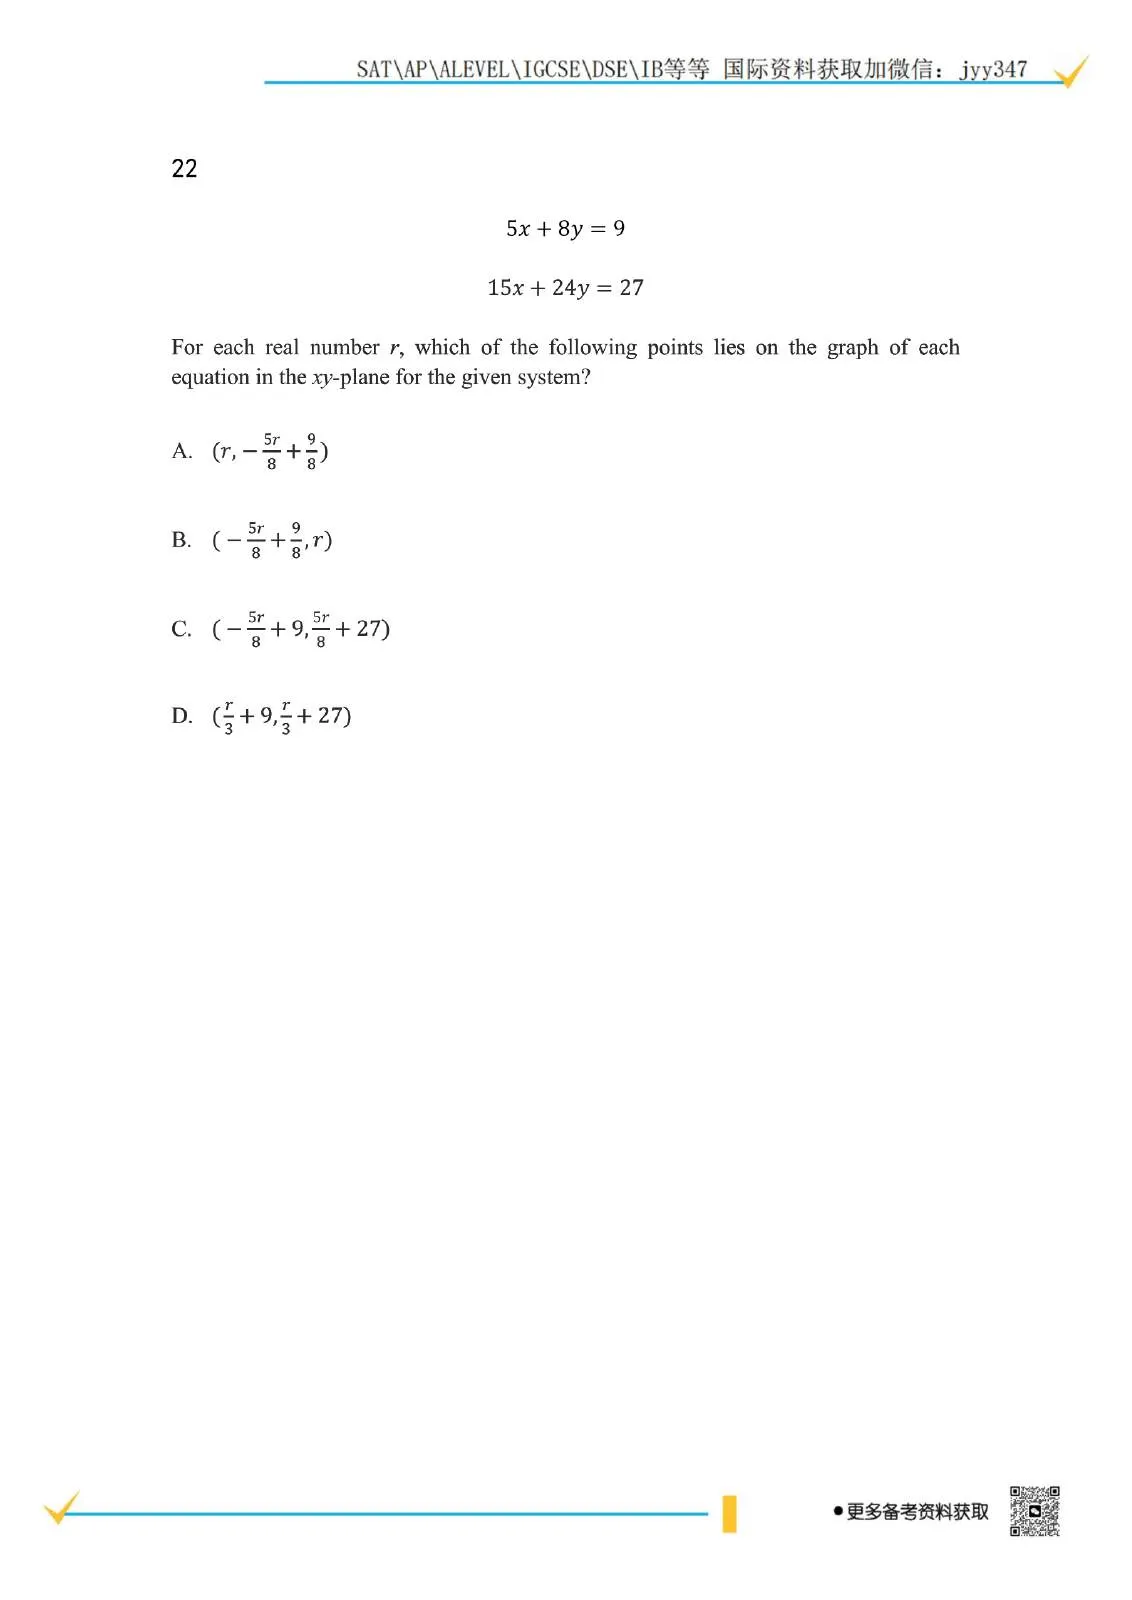 SAT\AP\ALEVEL\IGCSE\DSE\IB等等 国际资料获取加微信：jyy347
22
5x + 8y = 9
15x + 24y = 27
For each real number r, which of the following points lies on the graph of each
equation in the xy-plane for the given system?
A. (r, −5r/8 + 9/8)
B. (−5r/8 + 9/8, r)
C. (−5r/8 + 9, 5r/8 + 27)
D. (r/3 + 9, r/3 + 27)
●更多备考资料获取